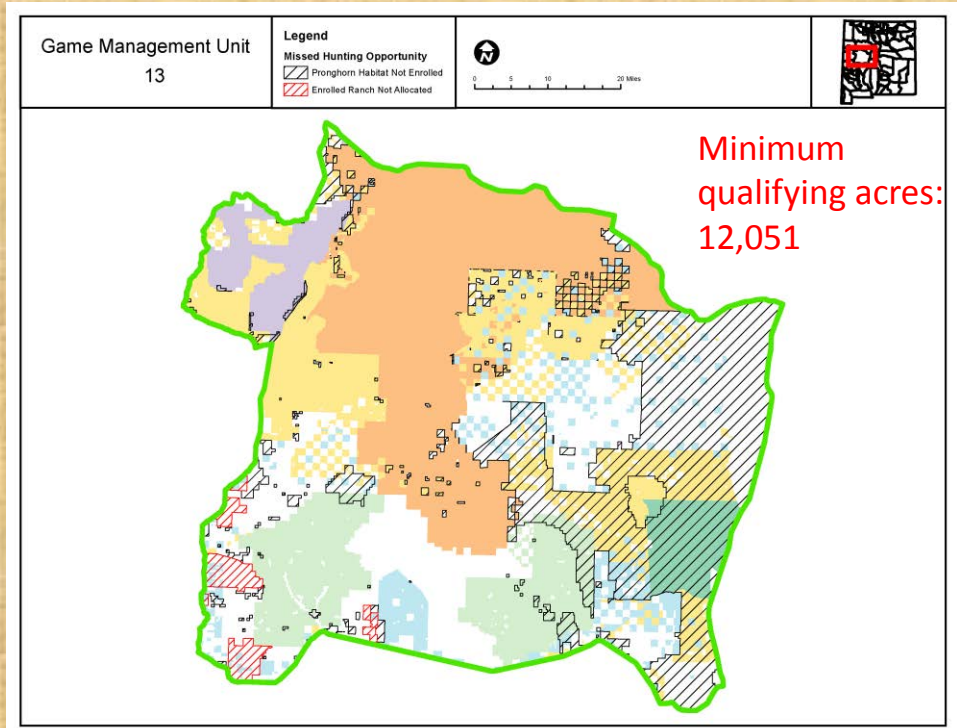 Game Management Unit
13
Legend
Missed Hunting Opportunity
Pronghorn Habitat Not Enrolled
Enrolled Ranch Not Allocated
N
0 5 10 20 Miles
Minimum
qualifying acres:
12,051